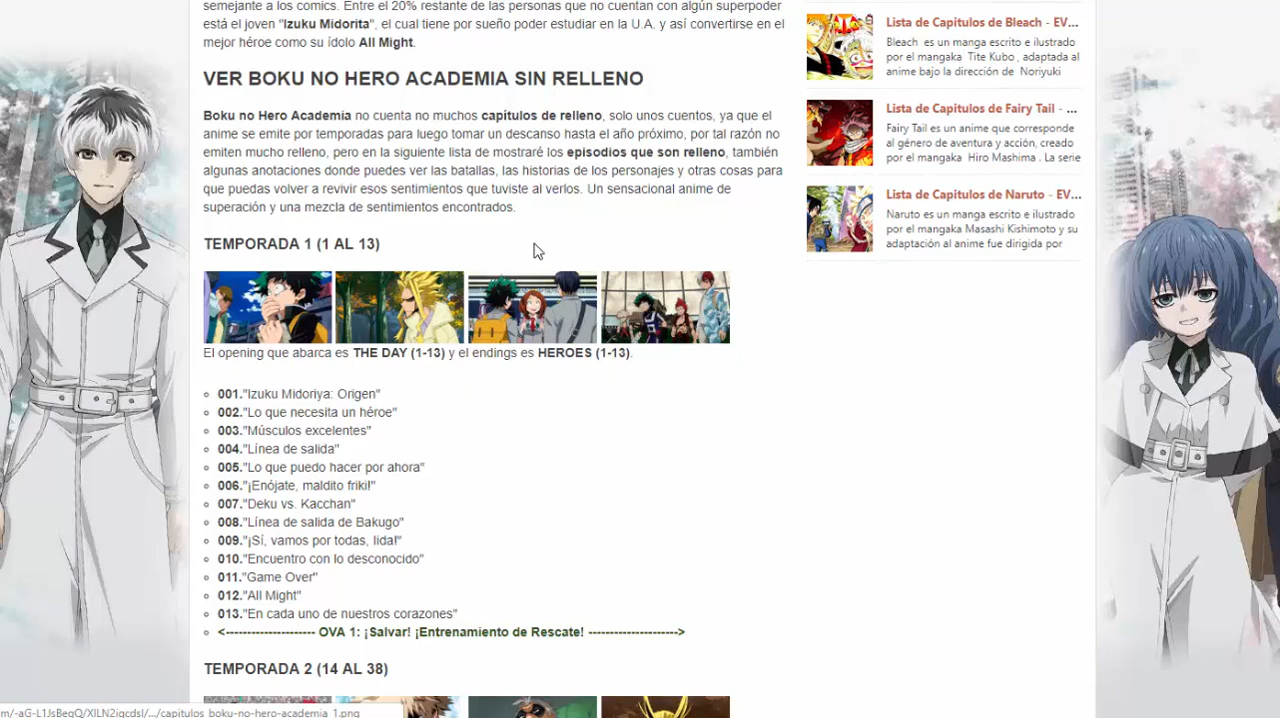 semejante a los comics. Entre el 20% restante de las personas que no cuentan con algún superpoder
está el joven "Izuku Midorita", el cual tiene por sueño poder estudiar en la U.A. y así convertirse en el
mejor héroe como su ídolo All Might.
VER BOKU NO HERO ACADEMIA SIN RELLENO
Boku no Hero Academia no cuenta no muchos capítulos de relleno, solo unos cuentos, ya que el
anime se emite por temporadas para luego tomar un descanso hasta el año próximo, por tal razón no
emiten mucho relleno, pero en la siguiente lista de mostraré los episodios que son relleno, también
algunas anotaciones donde puedes ver las batallas, las historias de los personajes y otras cosas para
que puedas volver a revivir esos sentimientos que tuviste al verlos. Un sensacional anime de
superación y una mezcla de sentimientos encontrados.
TEMPORADA 1 (1 AL 13)
El opening que abarca es THE DAY (1-13) y el endings es HEROES (1-13).
001."Izuku Midoriya: Origen"
002."Lo que necesita un héroe"
003."Músculos excelentes"
004."Línea de salida"
005."Lo que puedo hacer por ahora"
006."¡Enójate, maldito friki!"
007."Deku vs. Kacchan"
008."Línea de salida de Bakugo"
009."¡Sí, vamos por todas, Iida!"
010."Encuentro con lo desconocido"
011."Game Over"
012."All Might"
013."En cada uno de nuestros corazones"
<--------------------- OVA 1: ¡Salvar! ¡Entrenamiento de Rescate! --------------------->
TEMPORADA 2 (14 AL 38)
Lista de Capitulos de Bleach - EV...
Bleach es un manga escrito e ilustrado
por el mangaka Tite Kubo , adaptada al
anime bajo la dirección de Noriyuki
Lista de Capitulos de Fairy Tail - ...
Fairy Tail es un anime que corresponde
al género de aventura y acción, creado
por el mangaka Hiro Mashima . La serie
Lista de Capitulos de Naruto - EV...
Naruto es un manga escrito e ilustrado
por el mangaka Masashi Kishimoto y su
adaptación al anime fue dirigida por